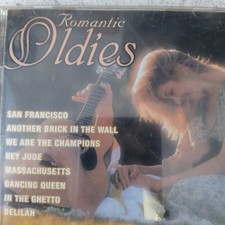 Romantic
Oldies
SAN FRANCISCO
ANOTHER BRICK IN THE WALL
WE ARE THE CHAMPIONS
HEY JUDE
MASSACHUSETTS
DANCING QUEEN
IN THE GHETTO
DELILAH